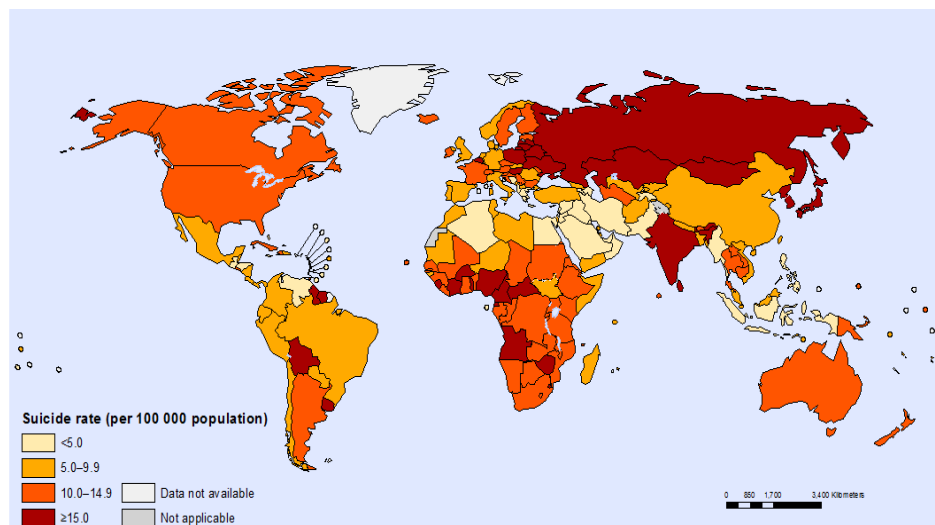 Suicide rate (per 100 000 population)
<5.0
5.0–9.9
10.0–14.9
≥15.0
Data not available
Not applicable
0 850 1,700 3,400 Kilometers